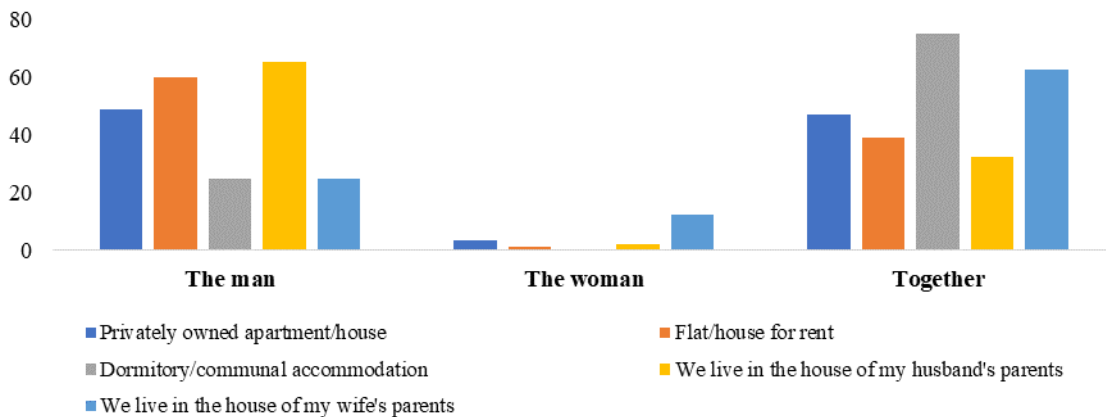 80
60
40
20
0
The man The woman Together
Privately owned apartment/house Flat/house for rent
Dormitory/communal accommodation We live in the house of my husband's parents
We live in the house of my wife's parents